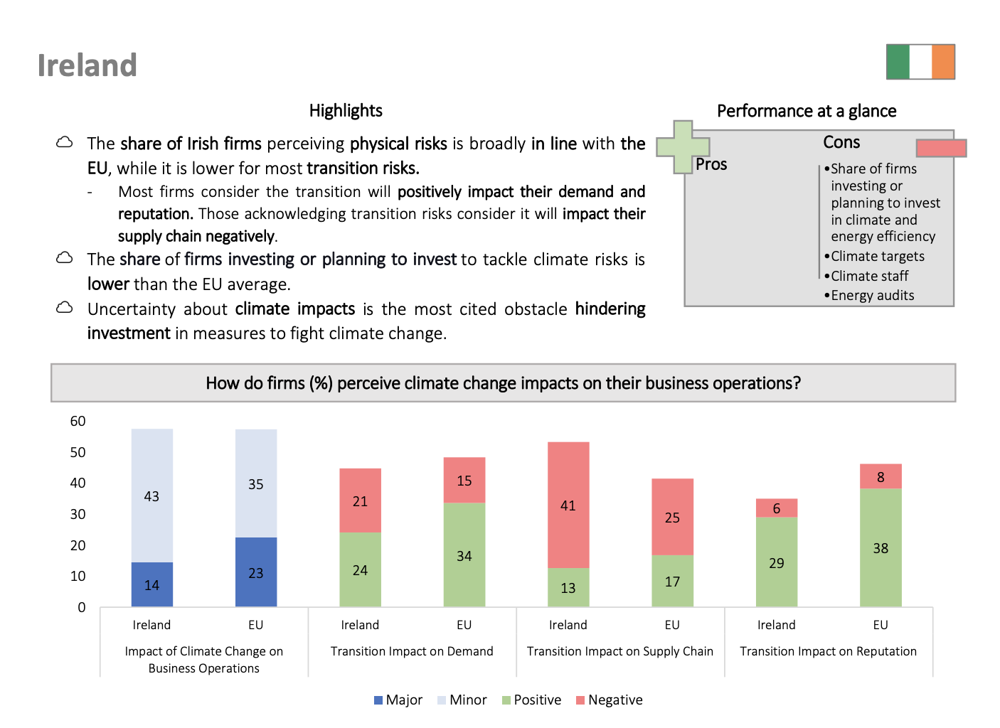 Ireland
Highlights
The share of Irish firms perceiving physical risks is broadly in line with the
EU, while it is lower for most transition risks.
- Most firms consider the transition will positively impact their demand and
reputation. Those acknowledging transition risks consider it will impact their
supply chain negatively.
The share of firms investing or planning to invest to tackle climate risks is
lower than the EU average.
Uncertainty about climate impacts is the most cited obstacle hindering
investment in measures to fight climate change.
Performance at a glance
Pros
Cons
•Share of firms
investing or
planning to invest
in climate and
energy efficiency
•Climate targets
•Climate staff
•Energy audits
How do firms (%) perceive climate change impacts on their business operations?
60
50
40
30
20
10
0
43
14
35
23
21
24
15
34
41
13
25
17
6
29
8
38
Ireland EU Ireland EU Ireland EU Ireland EU
Impact of Climate Change on
Business Operations
Transition Impact on Demand
Transition Impact on Supply Chain
Transition Impact on Reputation
Major Minor Positive Negative